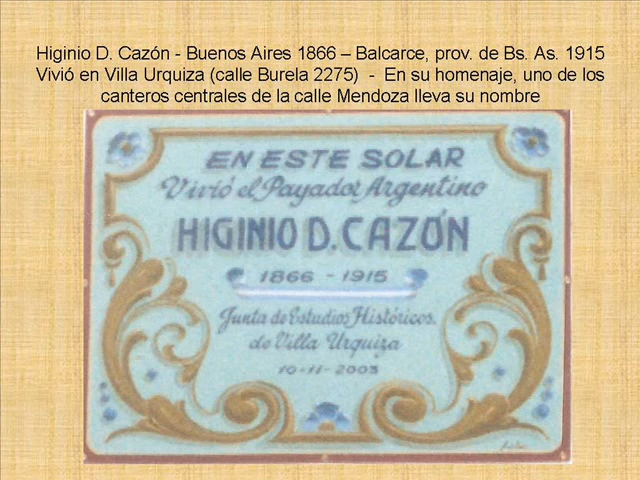 Higinio D. Cazón - Buenos Aires 1866 – Balcarce, prov. de Bs. As. 1915
Vivió en Villa Urquiza (calle Burela 2275)  -  En su homenaje, uno de los
canteros centrales de la calle Mendoza lleva su nombre
EN ESTE SOLAR
Vivió el Payador Argentino
HIGINIO D. CAZÓN
1866 - 1915
Junta de Estudios Históricos
de Villa Urquiza
10-11-2003